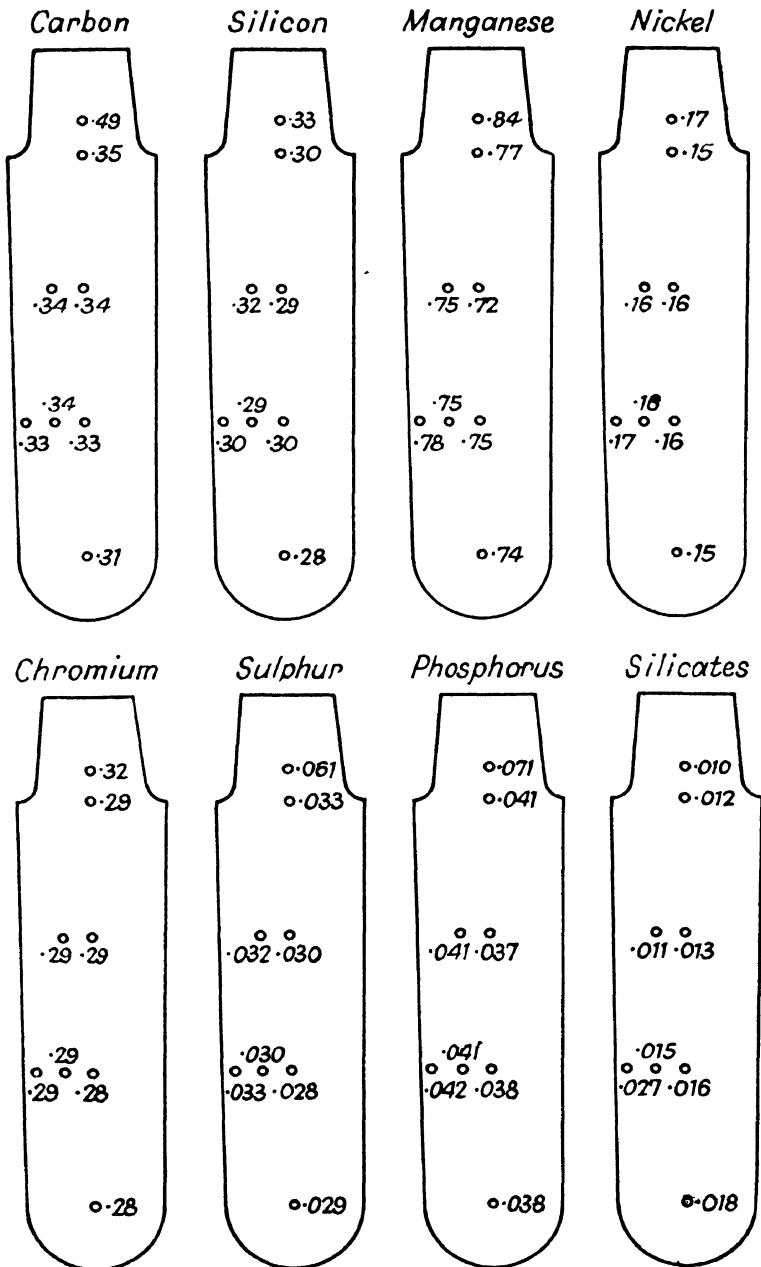 Carbon Silicon Manganese Nickel
·49 ·33 ·84 ·17
·35 ·30 ·77 ·15
·34 ·34 ·32 ·29 ·75 ·72 ·16 ·16
·34 ·29 ·75
·33 ·33 ·30 ·30 ·78 ·75 ·17 ·16
·31 ·28 ·74 ·15
Chromium Sulphur Phosphorus Silicates
·32 ·061 ·071 ·010
·29 ·033 ·041 ·012
·29 ·29 ·032 ·030 ·041 ·037 ·011 ·013
·29 ·030 ·041 ·015
·29 ·28 ·033 ·028 ·042 ·038 ·027 ·016
·28 ·029 ·038 ·018